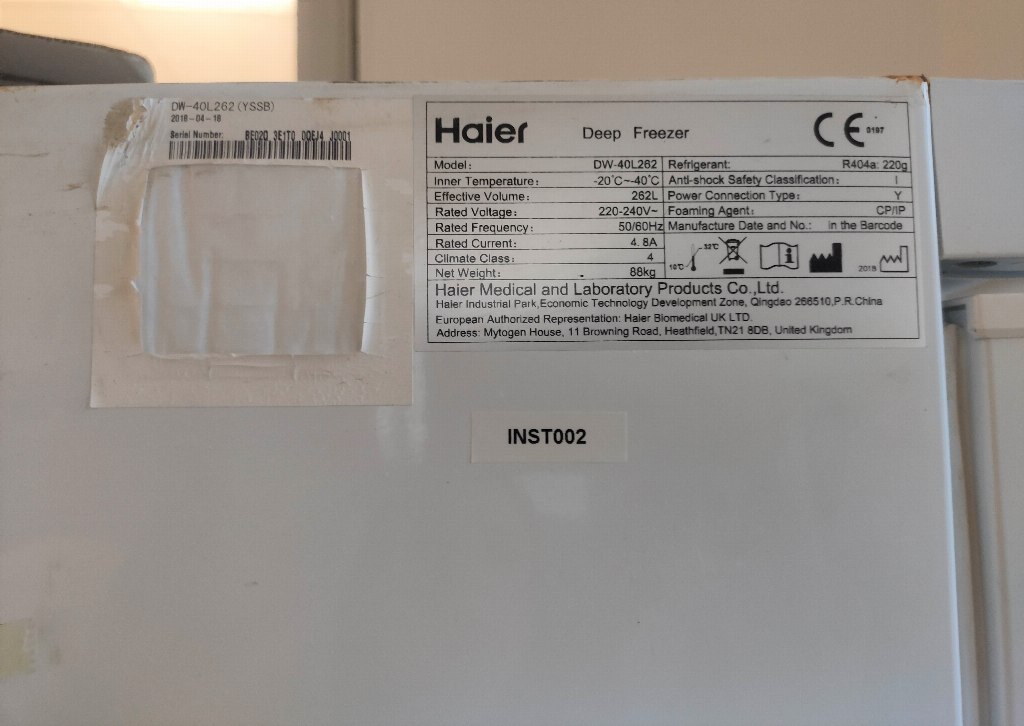 DW-40L262(YSSB)
2018-04-18
Serial Number:
Haier Deep Freezer CE 0197
Model: DW-40L262 Refrigerant: R404a: 220g
Inner Temperature: -20°C~-40°C Anti-shock Safety Classification: I
Effective Volume: 262L Power Connection Type: Y
Rated Voltage: 220-240V~ Foaming Agent: CP/IP
Rated Frequency: 50/60Hz Manufacture Date and No.: in the Barcode
Rated Current: 4.8A
Climate Class: 4
Net Weight: 88kg
10°C 32°C 2018
Haier Medical and Laboratory Products Co.,Ltd.
Haier Industrial Park,Economic Technology Development Zone, Qingdao 266510,P.R.China
European Authorized Representation: Haier Biomedical UK LTD.
Address: Mytogen House, 11 Browning Road, Heathfield,TN21 8DB, United Kingdom
INST002